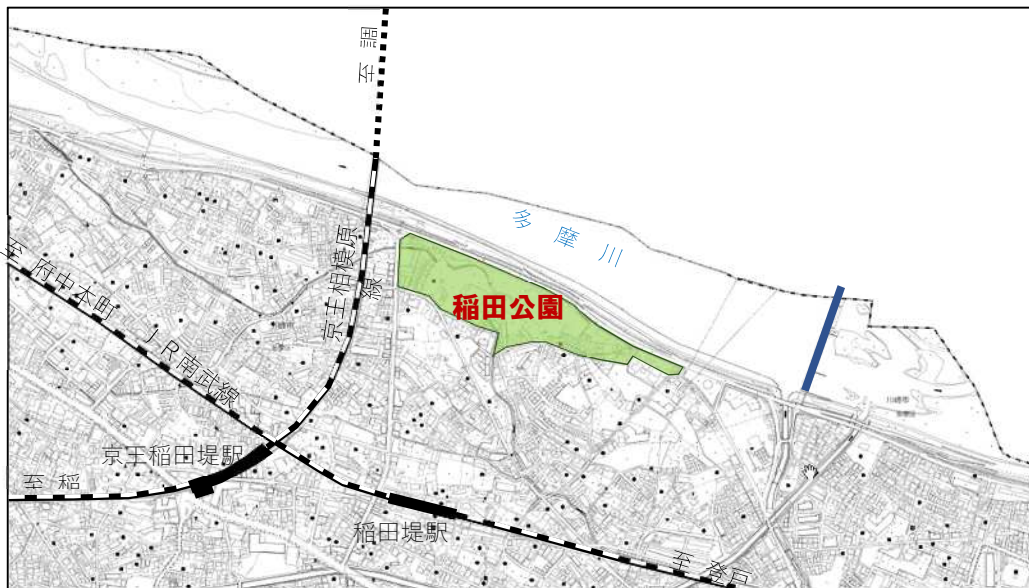 至 調
多 摩 川
京王相模原
線
稲田公園
至 府中本町 JR南武線
京王稲田堤駅
至 稲
稲田堤駅
至 登戸